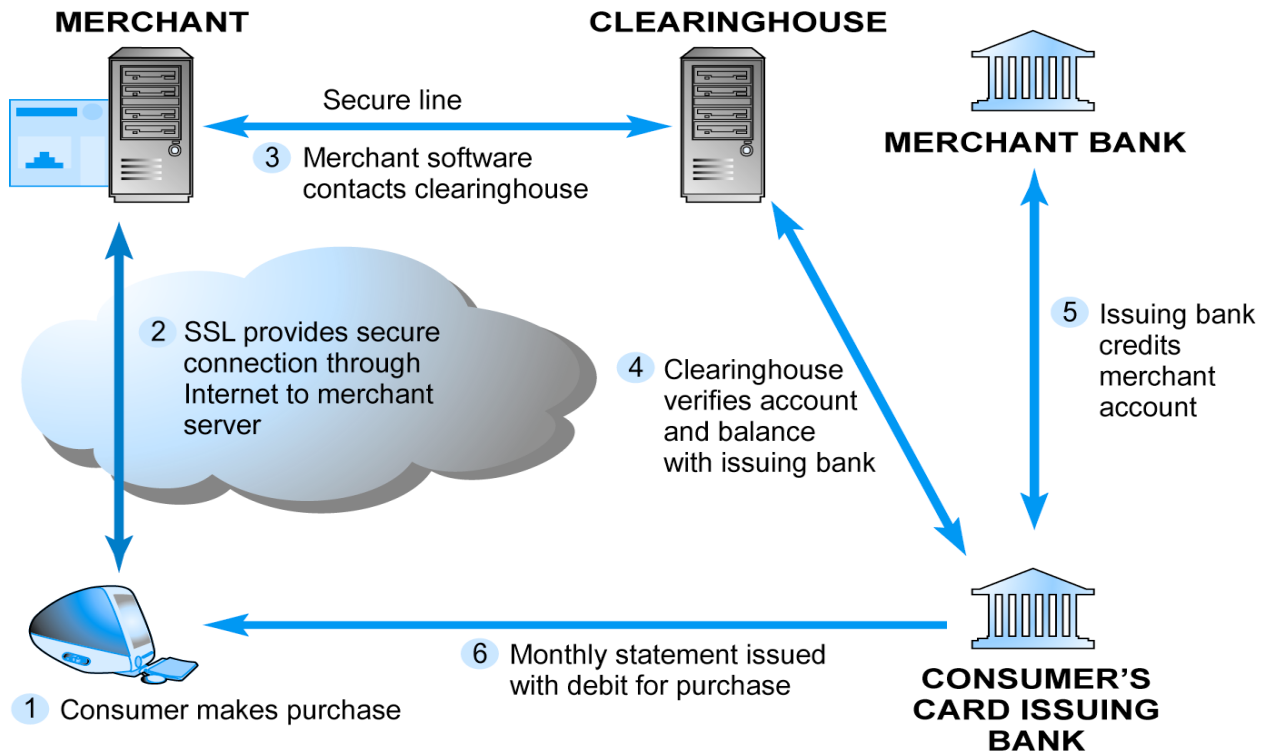 MERCHANT
CLEARINGHOUSE
MERCHANT BANK
Secure line
3 Merchant software
contacts clearinghouse
2 SSL provides secure
connection through
Internet to merchant
server
4 Clearinghouse
verifies account
and balance
with issuing bank
5 Issuing bank
credits
merchant
account
6 Monthly statement issued
with debit for purchase
1 Consumer makes purchase
CONSUMER'S
CARD ISSUING
BANK